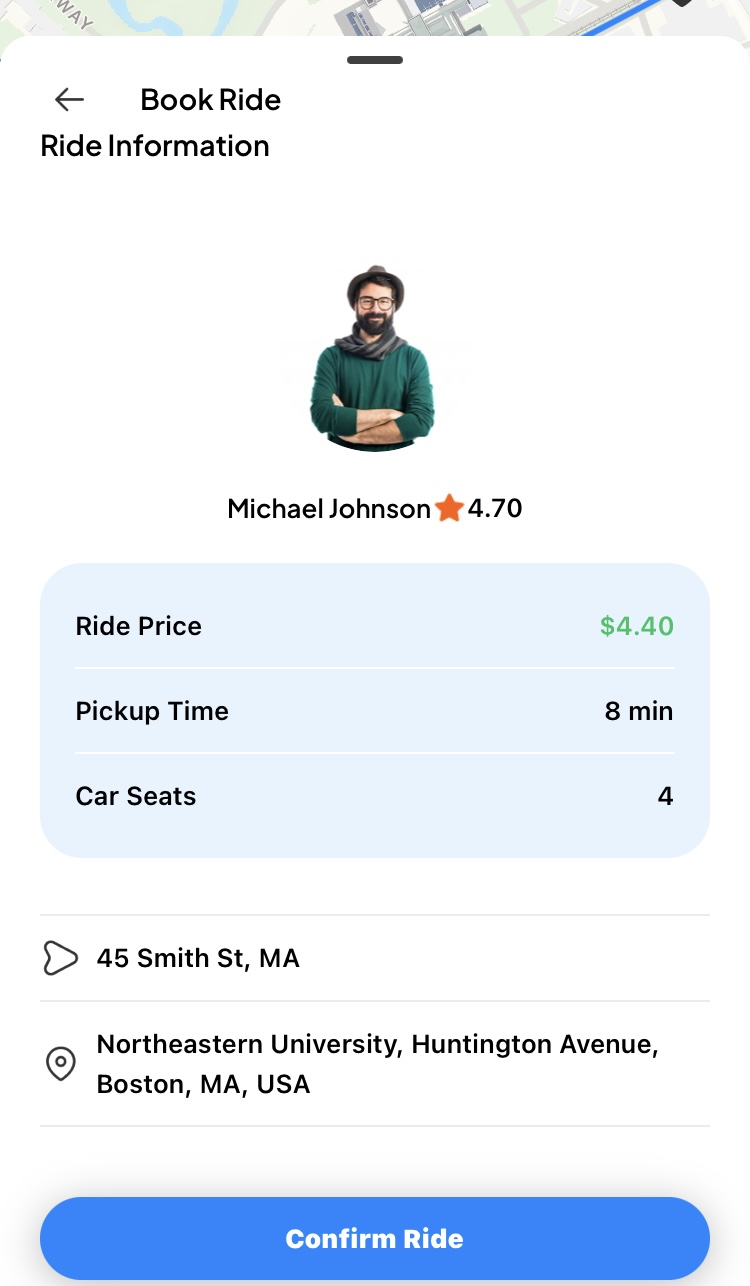 WAY
Book Ride
Ride Information
Michael Johnson 4.70
Ride Price $4.40
Pickup Time 8 min
Car Seats 4
45 Smith St, MA
Northeastern University, Huntington Avenue,
Boston, MA, USA
Confirm Ride